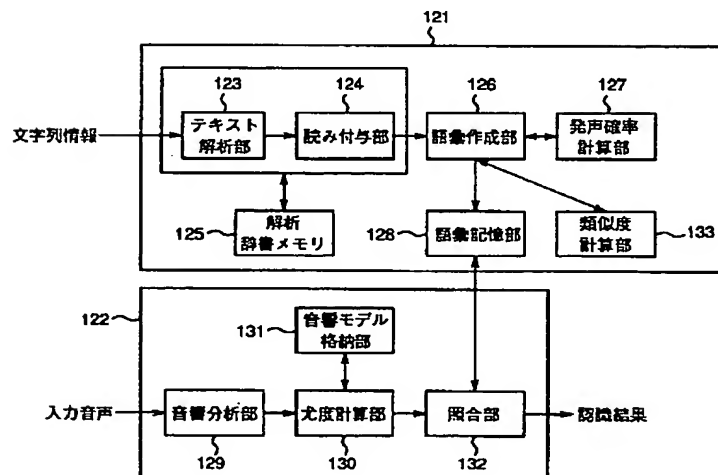 121
123
124
126
127
文字列情報
テキスト
解析部
読み付与部
語彙作成部
発声確率
計算部
125
解析
辞書メモリ
128
語彙記憶部
類似度
計算部
133
122
131
音響モデル
格納部
入力音声
音響分析部
尤度計算部
照合部
認識結果
129
130
132